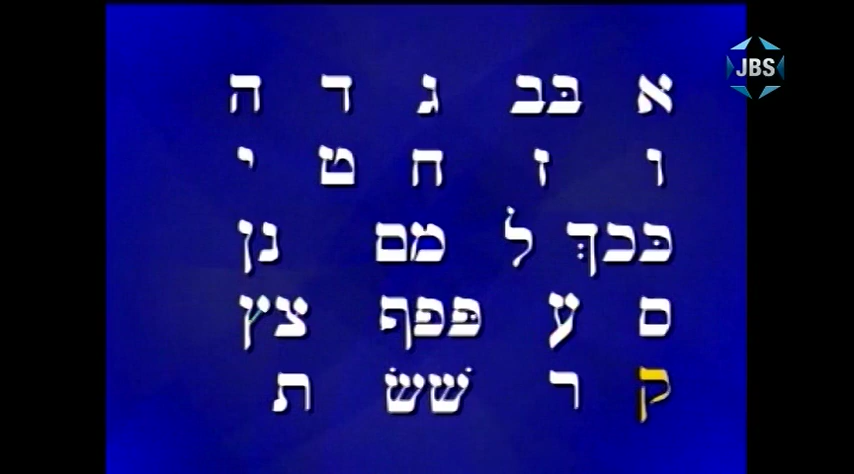 JBS
א בּב ג ד ה
ו ז ח ט י
כּכךְ ל מם נן
ס ע פּפף צץ
ק ר שׁשׂ ת